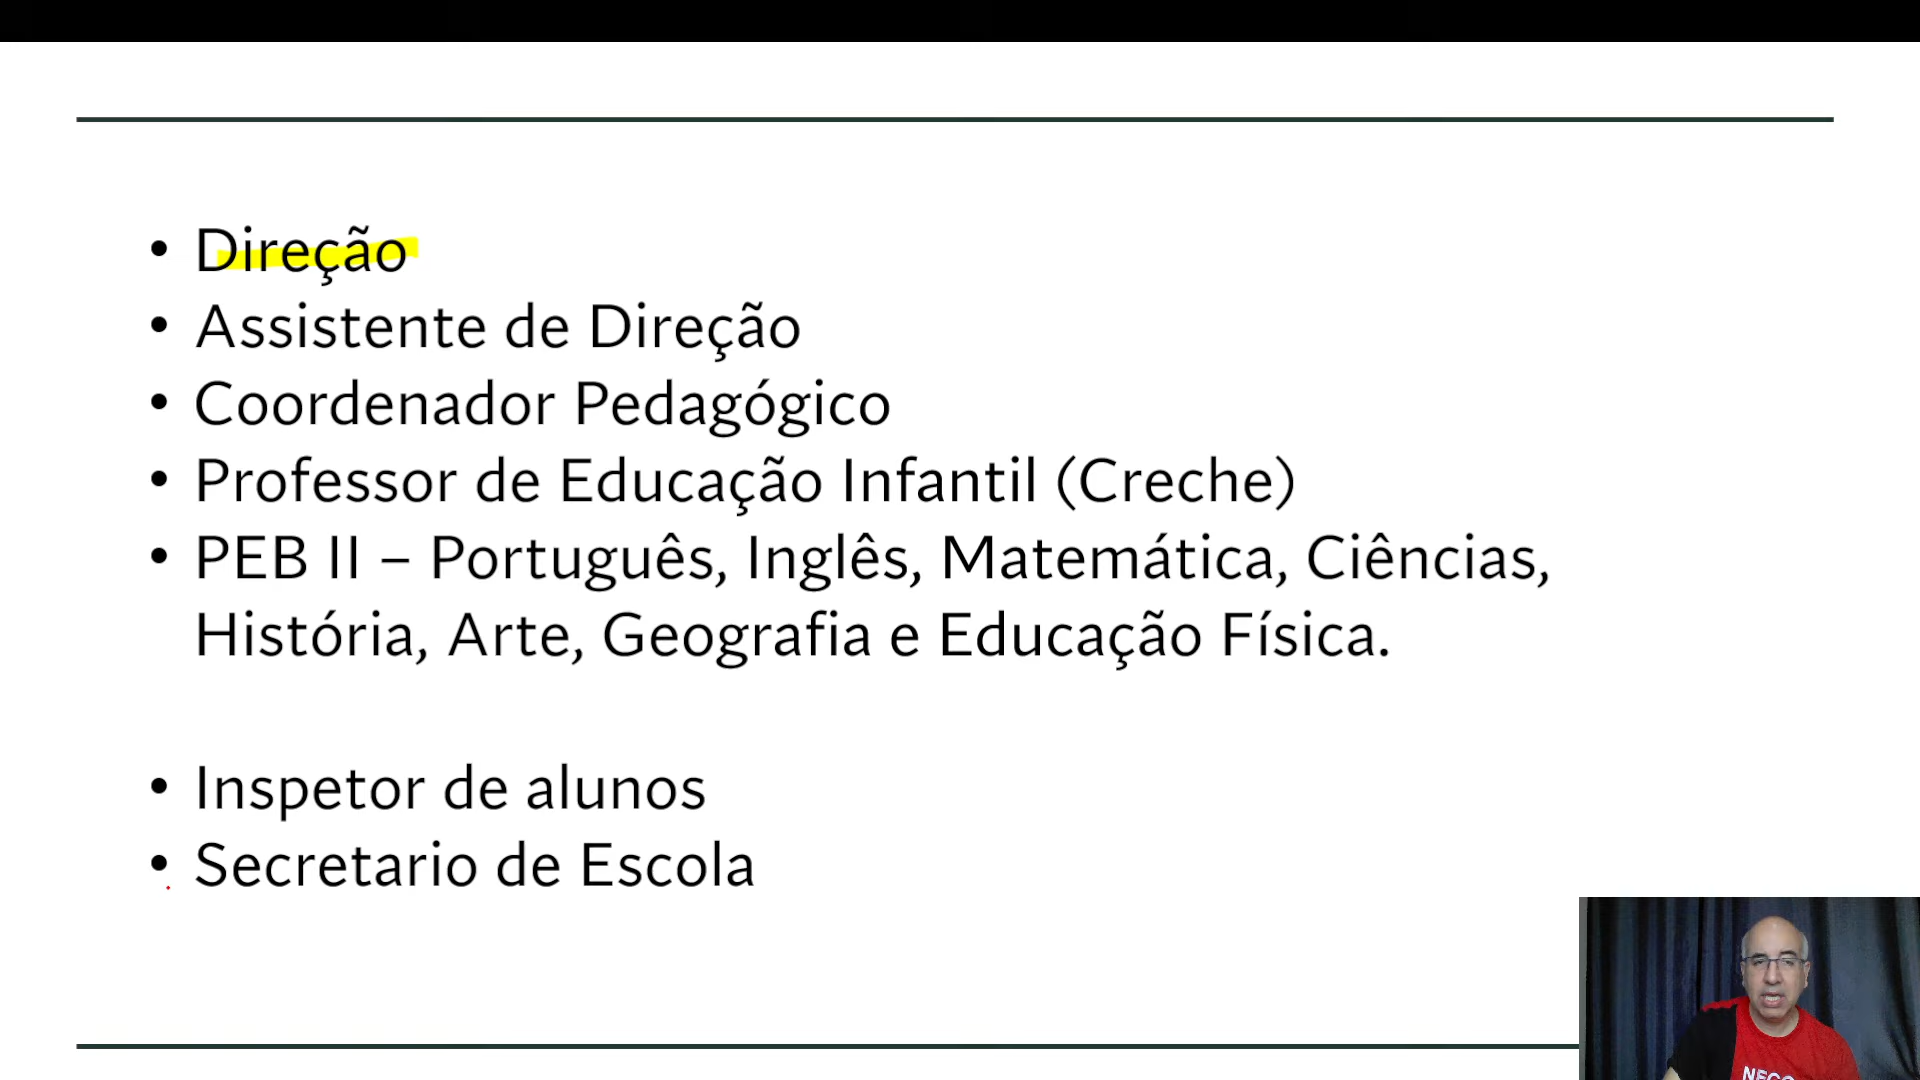 • Direção
• Assistente de Direção
• Coordenador Pedagógico
• Professor de Educação Infantil (Creche)
• PEB II – Português, Inglês, Matemática, Ciências,
História, Arte, Geografia e Educação Física.
• Inspetor de alunos
• Secretario de Escola